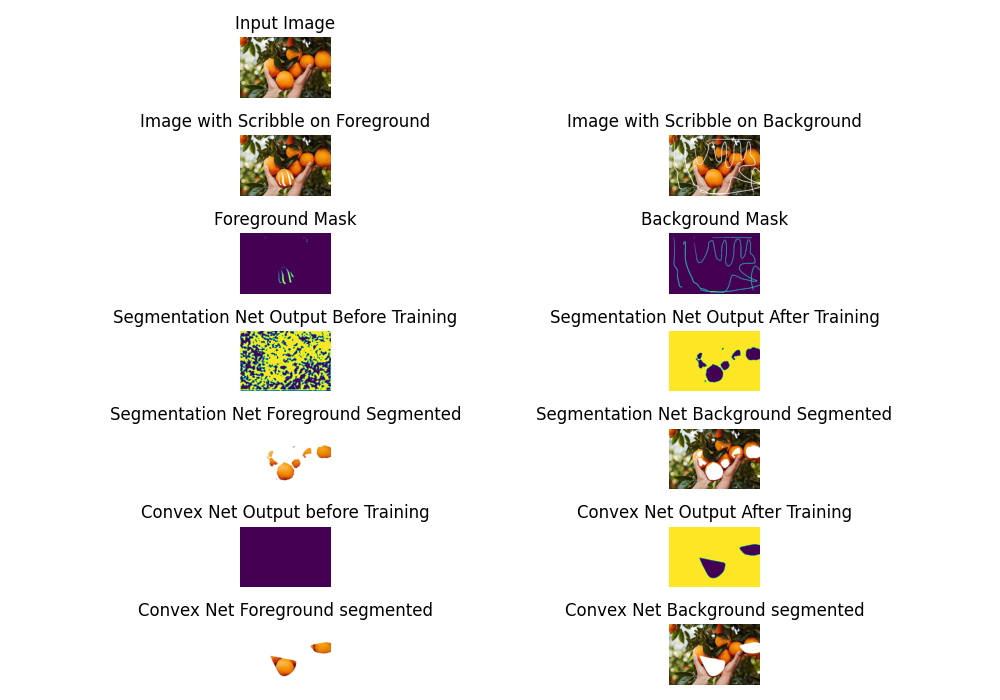 Input Image
Image with Scribble on Foreground
Image with Scribble on Background
Foreground Mask
Background Mask
Segmentation Net Output Before Training
Segmentation Net Output After Training
Segmentation Net Foreground Segmented
Segmentation Net Background Segmented
Convex Net Output before Training
Convex Net Output After Training
Convex Net Foreground segmented
Convex Net Background segmented